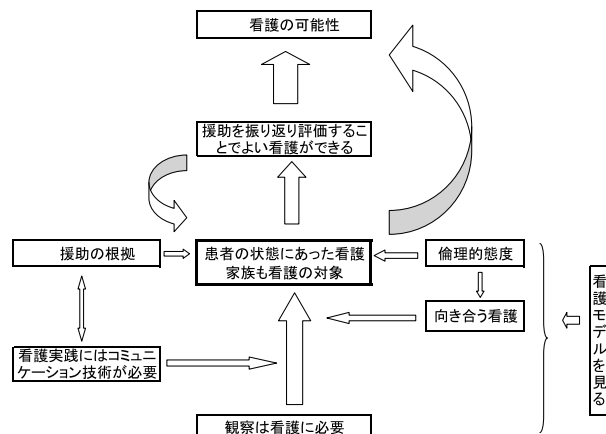 看護の可能性
援助を振り返り評価するこ
とでよい看護ができる
援助の根拠
患者の状態にあった看護
家族も看護の対象
倫理的態度
向き合う看護
看護実践にはコミュニ
ケーション技術が必要
観察は看護に必要
看護モデルを見る